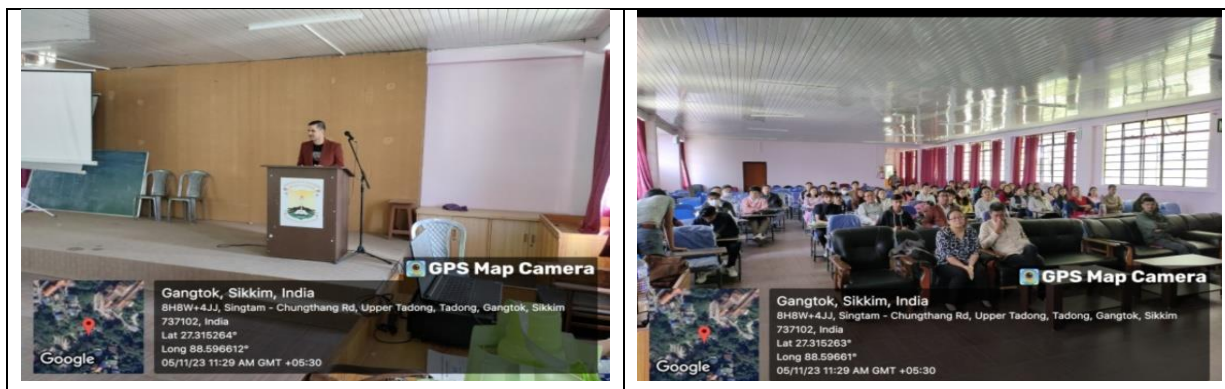 GPS Map Camera
Gangtok, Sikkim, India
8H8W+4JJ, Singtam - Chungthang Rd, Upper Tadong, Tadong, Gangtok, Sikkim
737102, India
Lat 27.315264°
Long 88.596612°
05/11/23 11:29 AM GMT +05:30
Google
GPS Map Camera
Gangtok, Sikkim, India
8H8W+4JJ, Singtam - Chungthang Rd, Upper Tadong, Tadong, Gangtok, Sikkim
737102, India
Lat 27.315263°
Long 88.59661°
05/11/23 11:29 AM GMT +05:30
Google